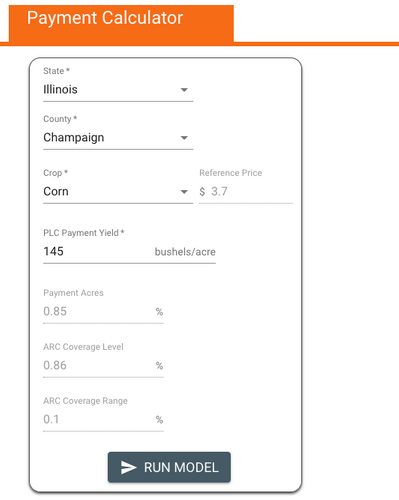 Payment Calculator
State *
Illinois
County *
Champaign
Crop *
Reference Price
Corn
$ 3.7
PLC Payment Yield *
145 bushels/acre
Payment Acres
0.85 %
ARC Coverage Level
0.86 %
ARC Coverage Range
0.1 %
RUN MODEL